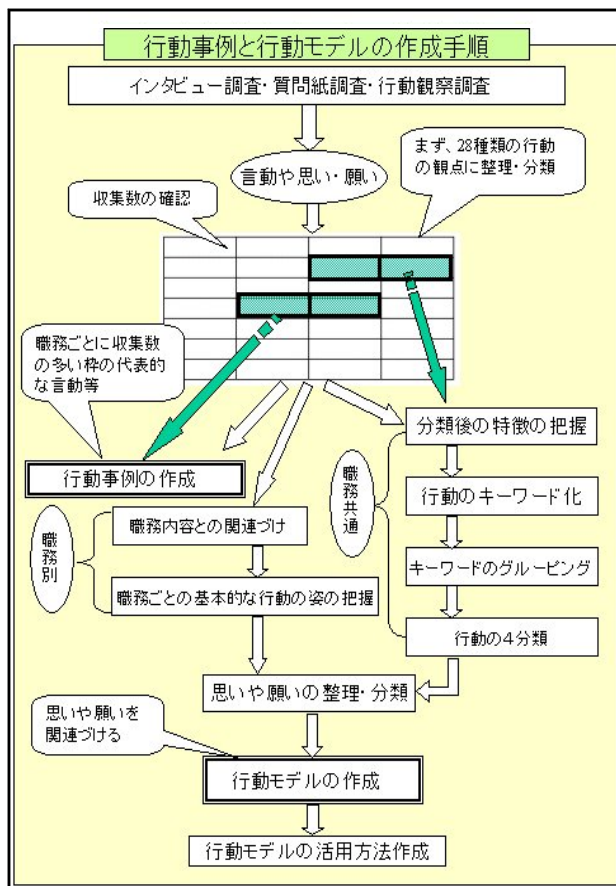 行動事例と行動モデルの作成手順
インタビュー調査・質問紙調査・行動観察調査
まず、28種類の行動
の観点に整理・分類
言動や思い・願い
収集数の確認
職務ごとに収集数
の多い枠の代表的
な言動等
分類後の特徴の把握
行動事例の作成
職務共通
行動のキーワード化
職務別
職務内容との関連づけ
キーワードのグルーピング
職務ごとの基本的な行動の姿の把握
行動の4分類
思いや願いの整理・分類
思いや願いを
関連づける
行動モデルの作成
行動モデルの活用方法作成